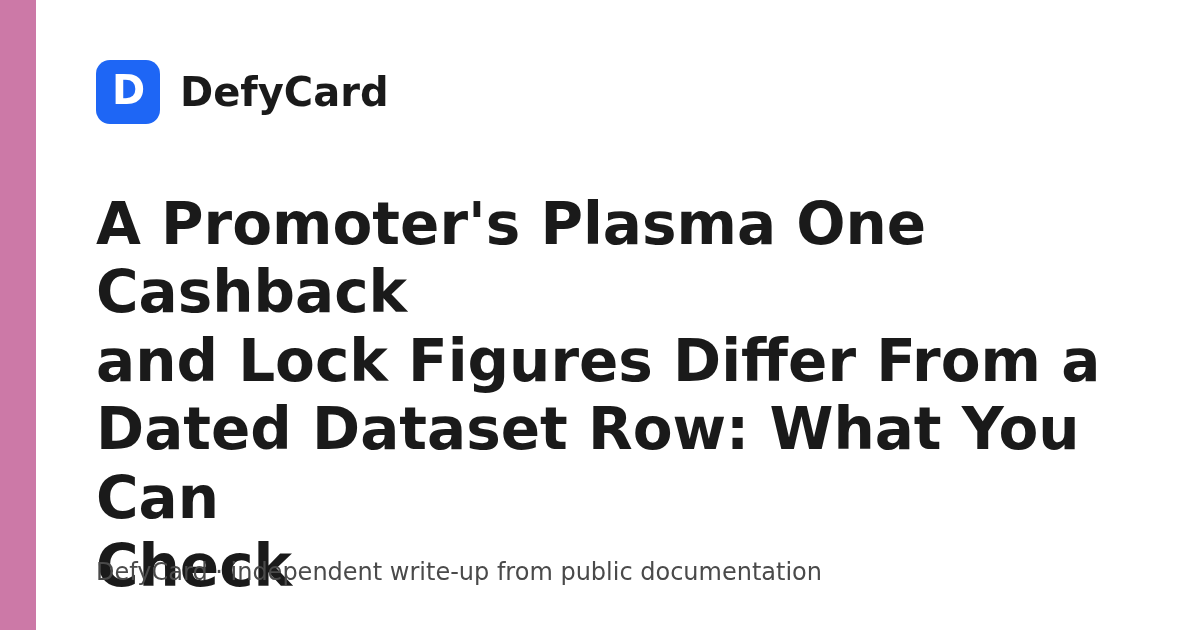 D DefyCard
A Promoter's Plasma One
Cashback
and Lock Figures Differ From a
Dated Dataset Row: What You
Can
Check
DefyCard · independent write-up from public documentation